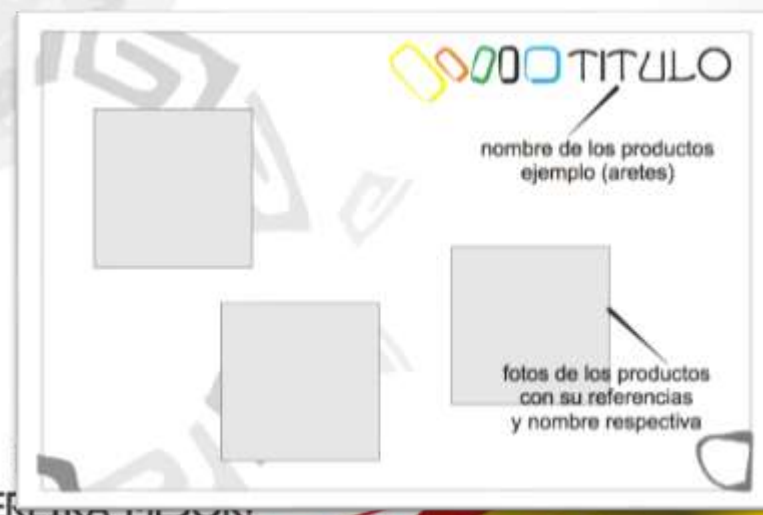 TITULO
nombre de los productos
ejemplo (aretes)
fotos de los productos
con su referencias
y nombre respectiva